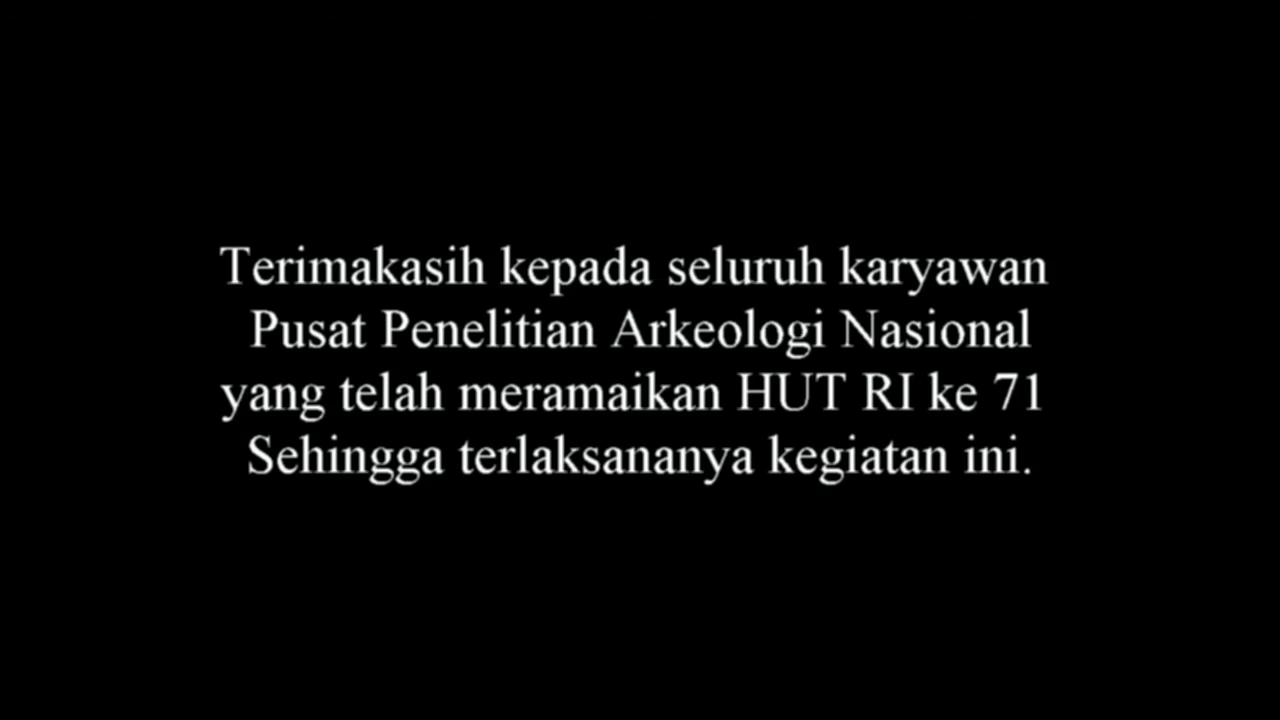 Terimakasih kepada seluruh karyawan
Pusat Penelitian Arkeologi Nasional
yang telah meramaikan HUT RI ke 71
Sehingga terlaksananya kegiatan ini.